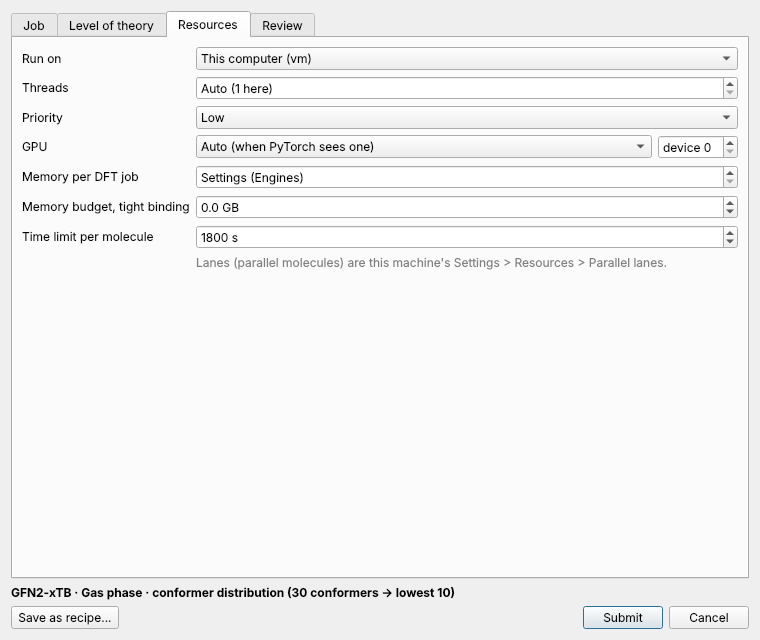 Job
Level of theory
Resources
Review
Run on
This computer (vm)
Threads
Auto (1 here)
Priority
Low
GPU
Auto (when PyTorch sees one)
device 0
Memory per DFT job
Settings (Engines)
Memory budget, tight binding
0.0 GB
Time limit per molecule
1800 s
Lanes (parallel molecules) are this machine's Settings > Resources > Parallel lanes.
GFN2-xTB · Gas phase · conformer distribution (30 conformers → lowest 10)
Save as recipe...
Submit
Cancel